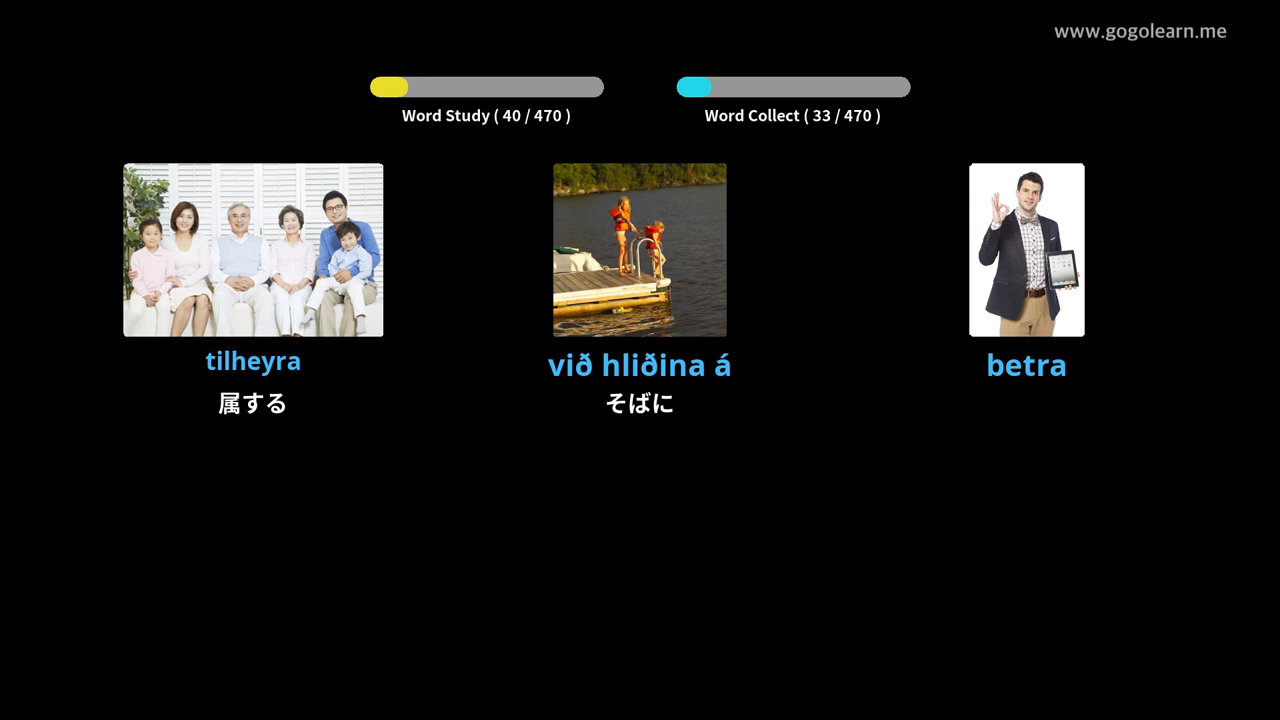 www.gogolearn.me
Word Study ( 40 / 470 )
Word Collect ( 33 / 470 )
tilheyra
属する
við hliðina á
そばに
betra